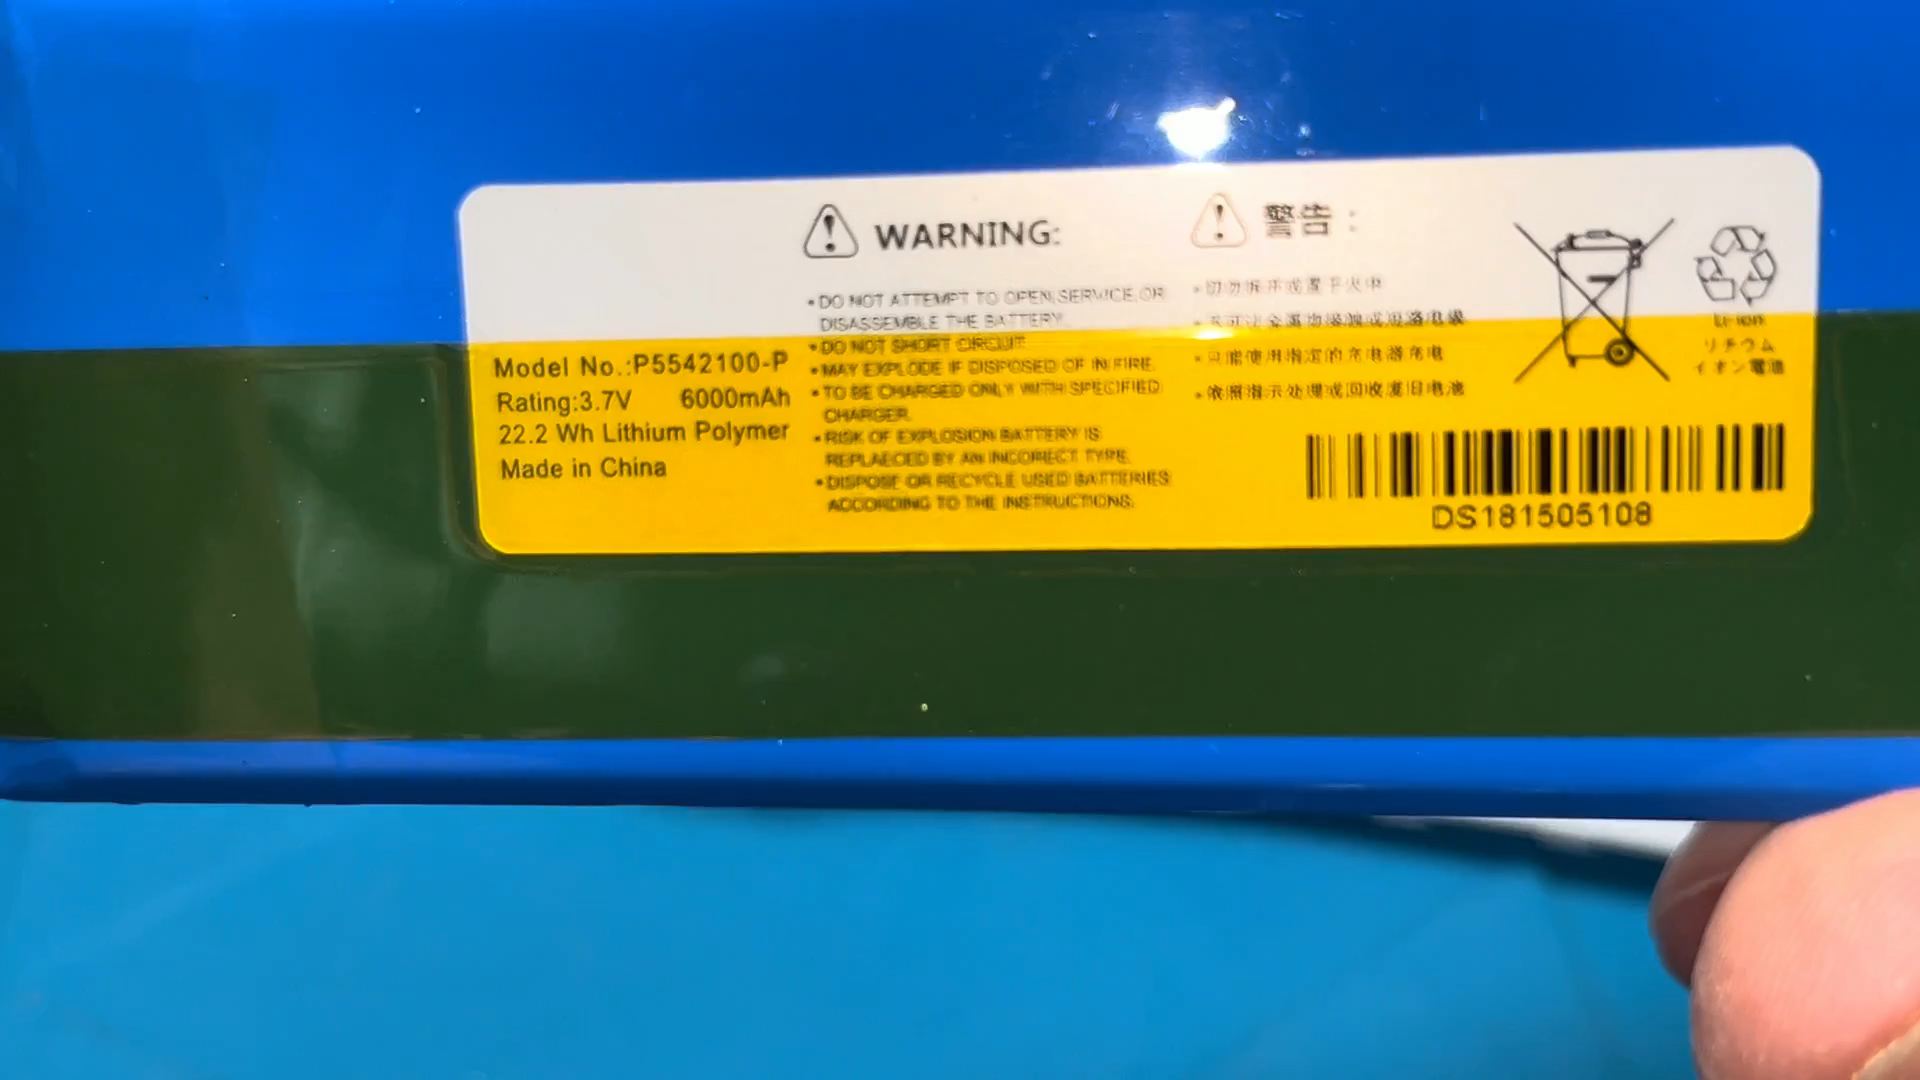 WARNING:
• DO NOT ATTEMPT TO OPEN, SERVICE OR
DISASSEMBLE THE BATTERY.
• DO NOT SHORT CIRCUIT
• MAY EXPLODE IF DISPOSED OF IN FIRE.
• TO BE CHARGED ONLY WITH SPECIFIED
CHARGER.
• RISK OF EXPLOSION BATTERY IS
REPLAECED BY AN INCORRECT TYPE.
• DISPOSE OR RECYCLE USED BATTERIES
ACCORDING TO THE INSTRUCTIONS.
警告：
• 切勿拆开或置于火中
• 不可让金属物接触或短路电极
• 只能使用指定的充电器充电
• 依照指示处理或回收废旧电池
Li-ion
リチウム
イオン電池
Model No.:P5542100-P
Rating:3.7V 6000mAh
22.2 Wh Lithium Polymer
Made in China
DS181505108